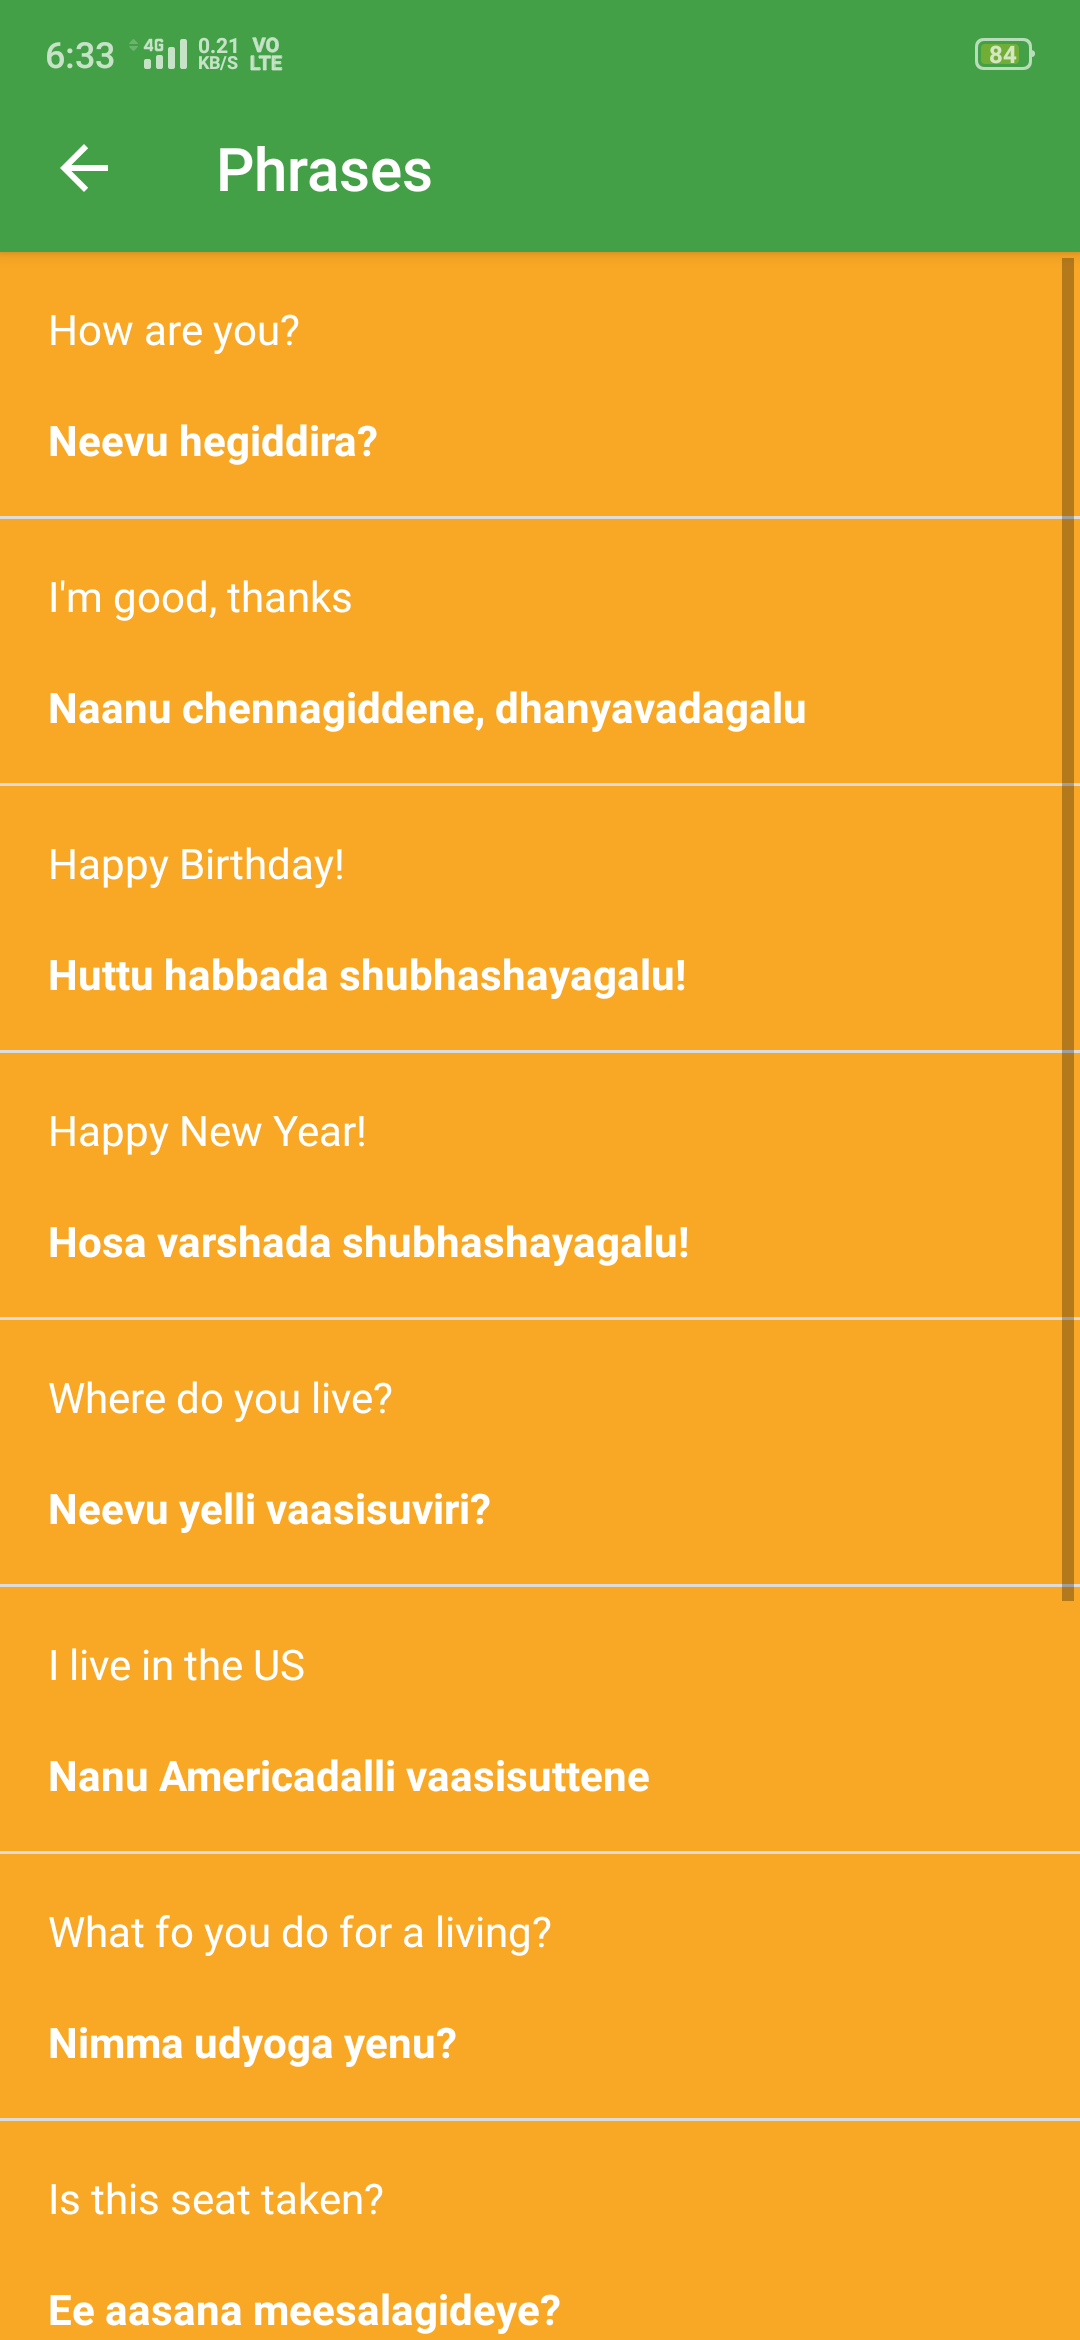 6:33 4G 0.21 KB/S VO LTE 84
Phrases
How are you?
Neevu hegiddira?
I'm good, thanks
Naanu chennagiddene, dhanyavadagalu
Happy Birthday!
Huttu habbada shubhashayagalu!
Happy New Year!
Hosa varshada shubhashayagalu!
Where do you live?
Neevu yelli vaasisuviri?
I live in the US
Nanu Americadalli vaasisuttene
What fo you do for a living?
Nimma udyoga yenu?
Is this seat taken?
Ee aasana meesalagideye?